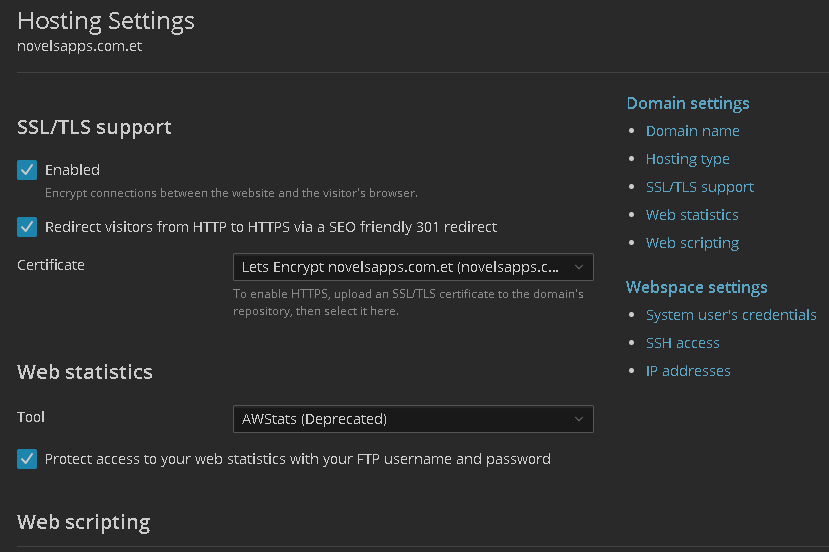 Hosting Settings
novelsapps.com.et
SSL/TLS support
Enabled
Encrypt connections between the website and the visitor's browser.
Redirect visitors from HTTP to HTTPS via a SEO friendly 301 redirect
Certificate
Lets Encrypt novelsapps.com.et (novelsapps.c...
To enable HTTPS, upload an SSL/TLS certificate to the domain's
repository, then select it here.
Web statistics
Tool
AWStats (Deprecated)
Protect access to your web statistics with your FTP username and password
Web scripting
Domain settings
Domain name
Hosting type
SSL/TLS support
Web statistics
Web scripting
Webspace settings
System user's credentials
SSH access
IP addresses